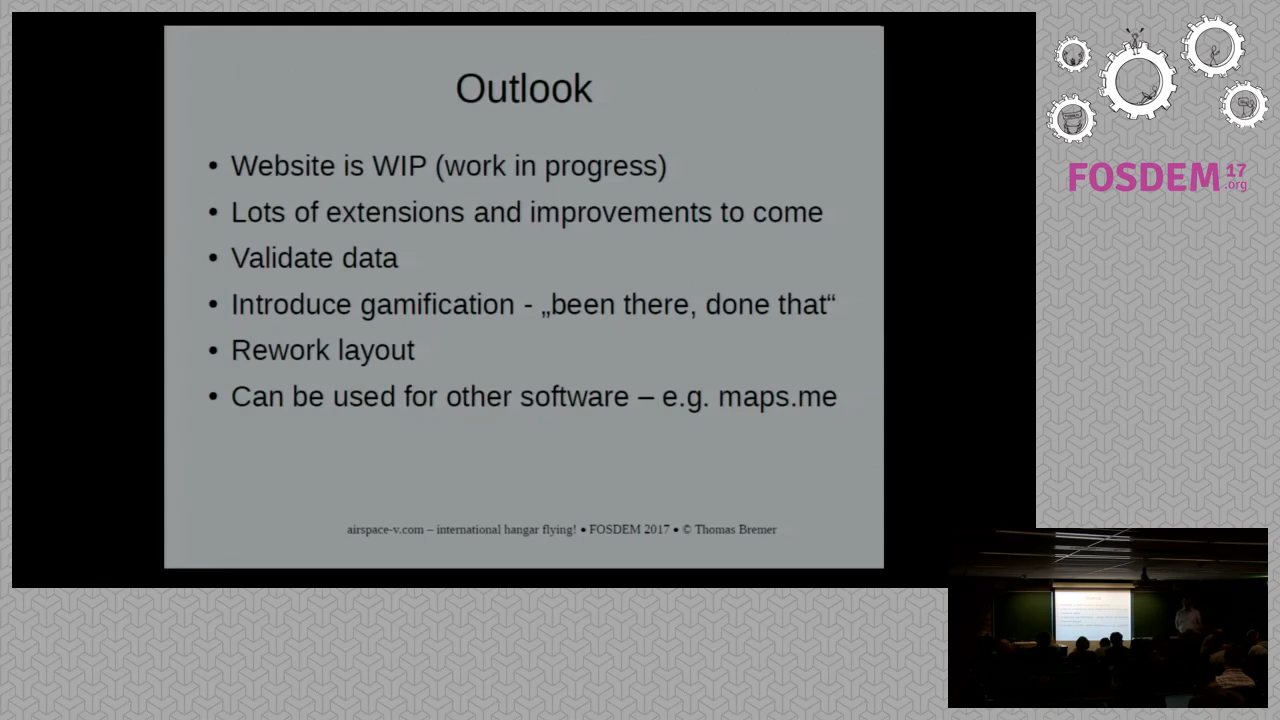 Outlook
• Website is WIP (work in progress)
• Lots of extensions and improvements to come
• Validate data
• Introduce gamification - „been there, done that“
• Rework layout
• Can be used for other software – e.g. maps.me
airspace-v.com – international hangar flying! • FOSDEM 2017 • © Thomas Bremer
FOSDEM 17
.org